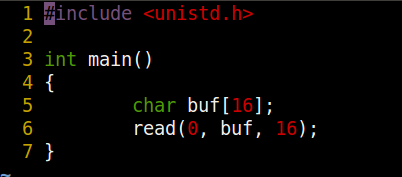 1 #include <unistd.h>
2
3 int main()
4 {
5         char buf[16];
6         read(0, buf, 16);
7 }
~